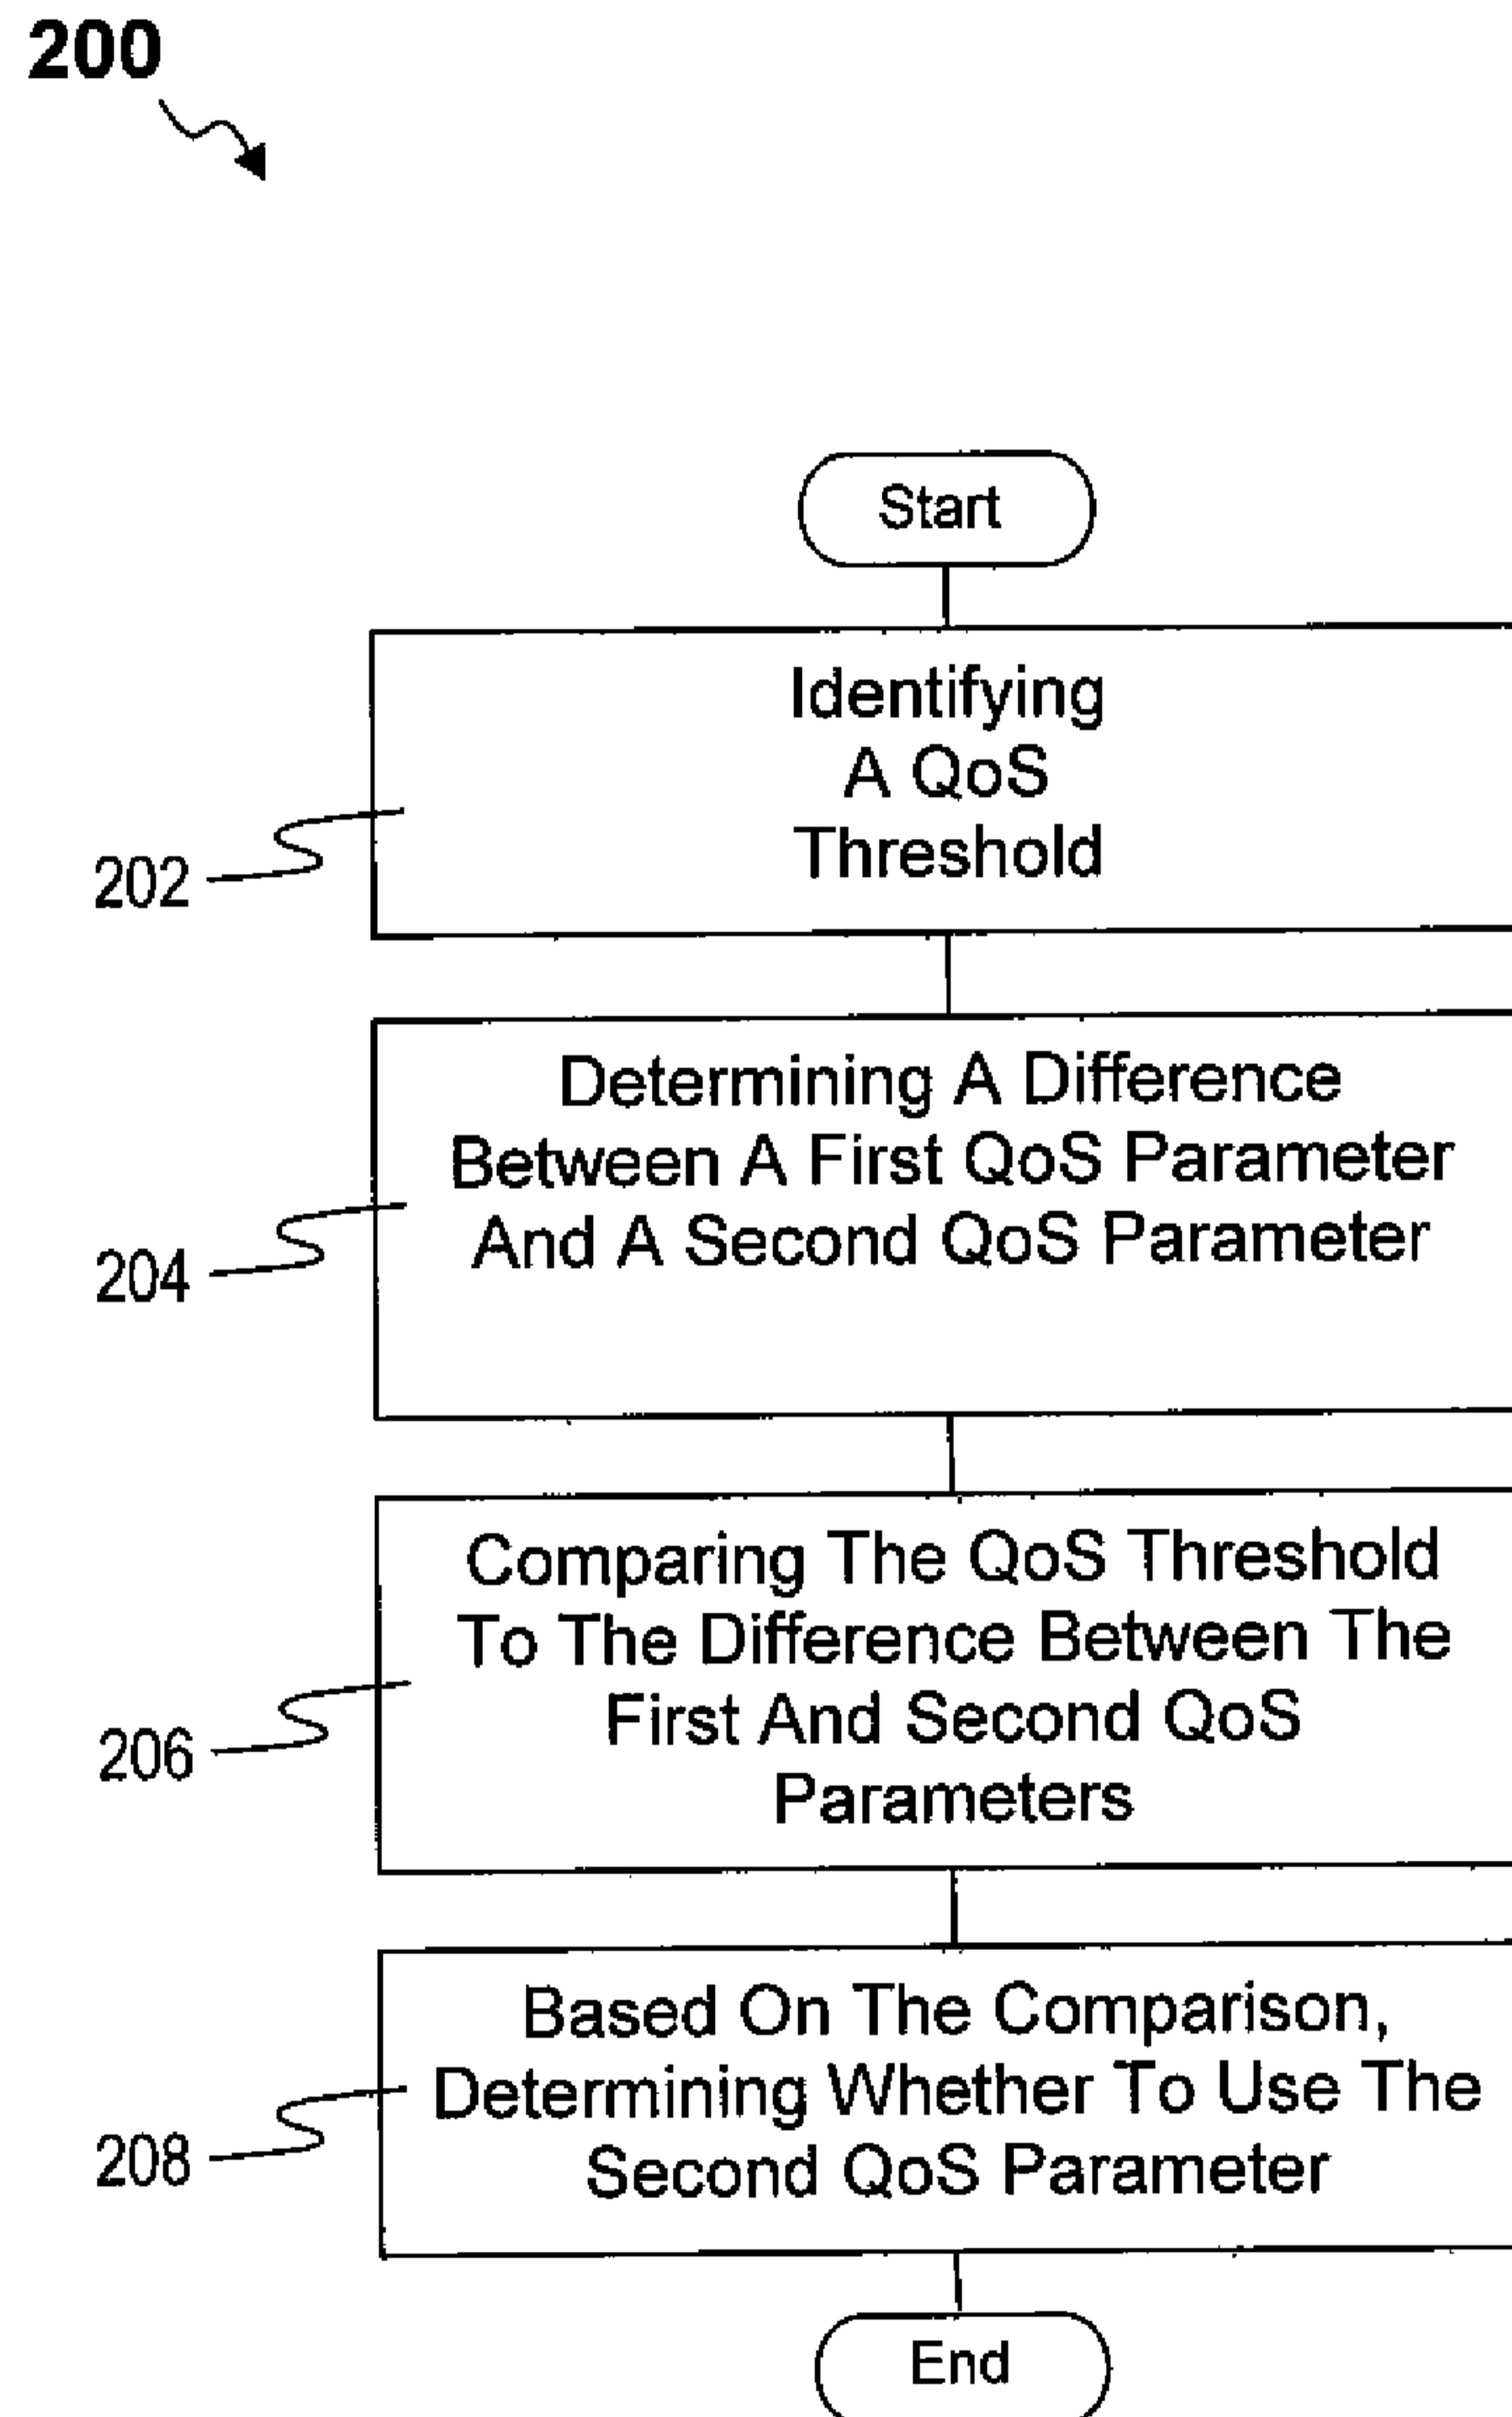 200
Start
Identifying
A QoS
Threshold
202
Determining A Difference
Between A First QoS Parameter
And A Second QoS Parameter
204
Comparing The QoS Threshold
To The Difference Between The
First And Second QoS
Parameters
206
Based On The Comparison,
Determining Whether To Use The
Second QoS Parameter
208
End